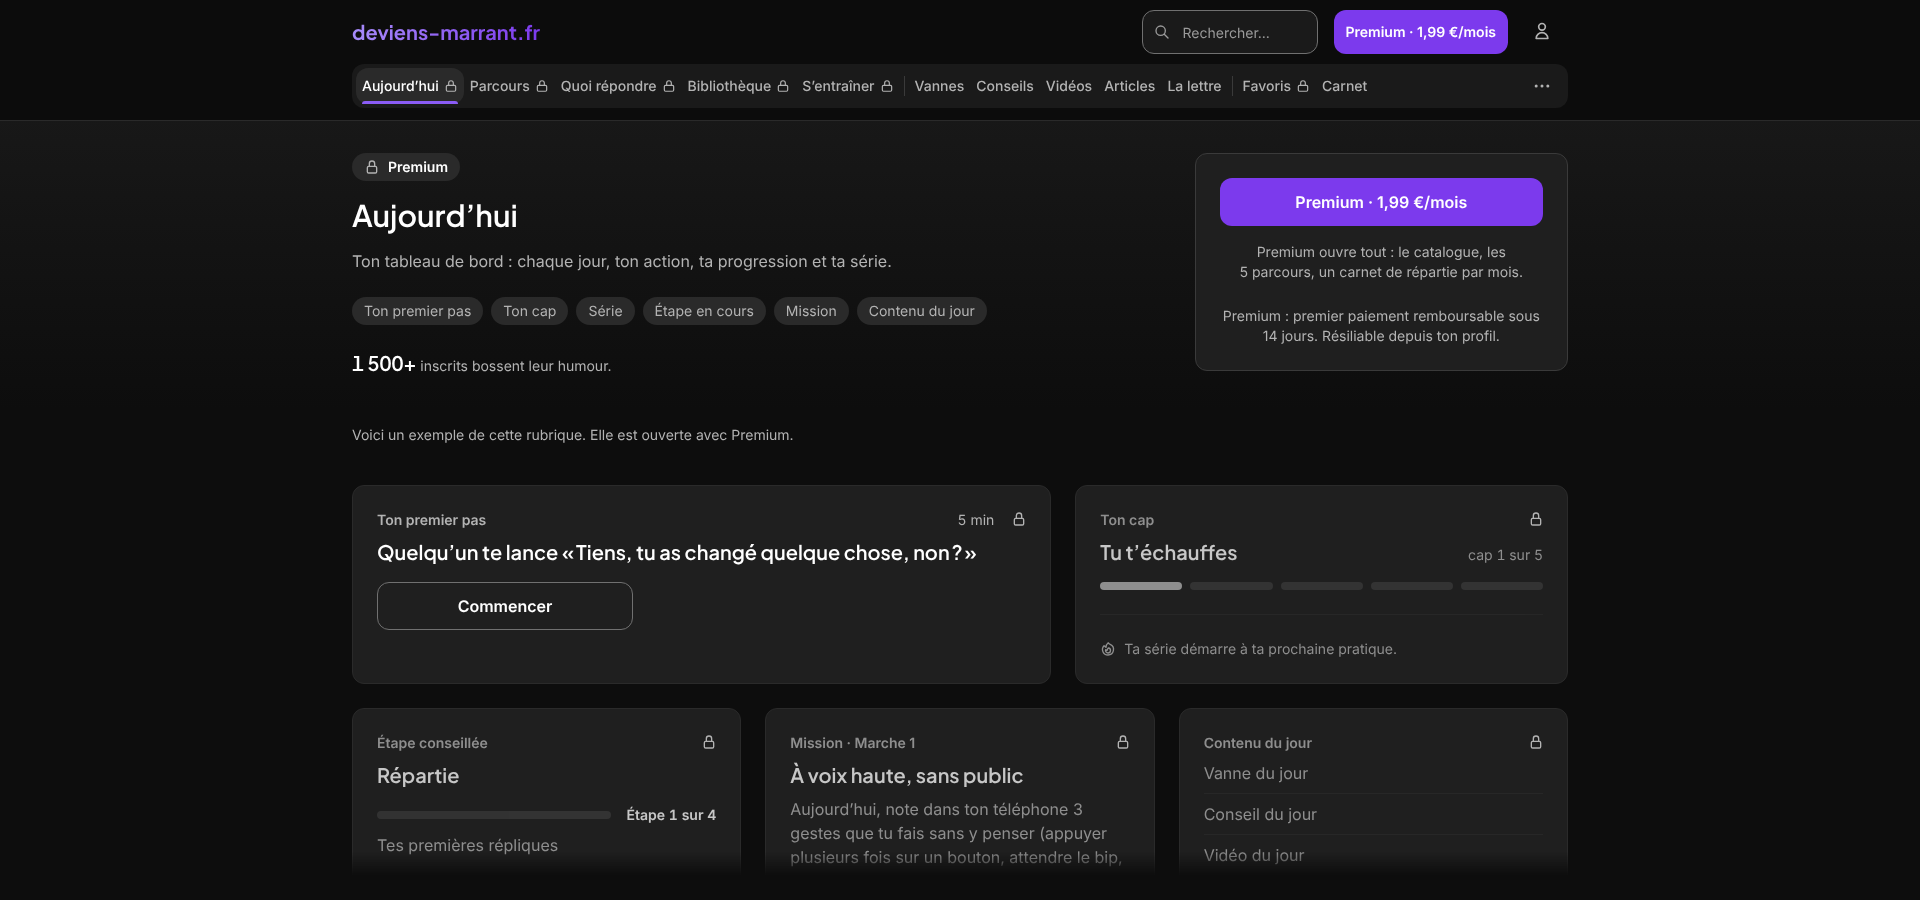 deviens-marrant.fr
Rechercher...
Premium · 1,99 €/mois
Aujourd’hui
Parcours
Quoi répondre
Bibliothèque
S’entraîner
Vannes
Conseils
Vidéos
Articles
La lettre
Favoris
Carnet
Premium
Aujourd’hui
Ton tableau de bord : chaque jour, ton action, ta progression et ta série.
Ton premier pas
Ton cap
Série
Étape en cours
Mission
Contenu du jour
1 500+ inscrits bossent leur humour.
Premium · 1,99 €/mois
Premium ouvre tout : le catalogue, les
5 parcours, un carnet de répartie par mois.
Premium : premier paiement remboursable sous
14 jours. Résiliable depuis ton profil.
Voici un exemple de cette rubrique. Elle est ouverte avec Premium.
Ton premier pas
5 min
Quelqu’un te lance « Tiens, tu as changé quelque chose, non ? »
Commencer
Ton cap
Tu t’échauffes
cap 1 sur 5
Ta série démarre à ta prochaine pratique.
Étape conseillée
Répartie
Étape 1 sur 4
Tes premières répliques
Mission · Marche 1
À voix haute, sans public
Aujourd’hui, note dans ton téléphone 3
gestes que tu fais sans y penser (appuyer
plusieurs fois sur un bouton, attendre le bip,
Contenu du jour
Vanne du jour
Conseil du jour
Vidéo du jour